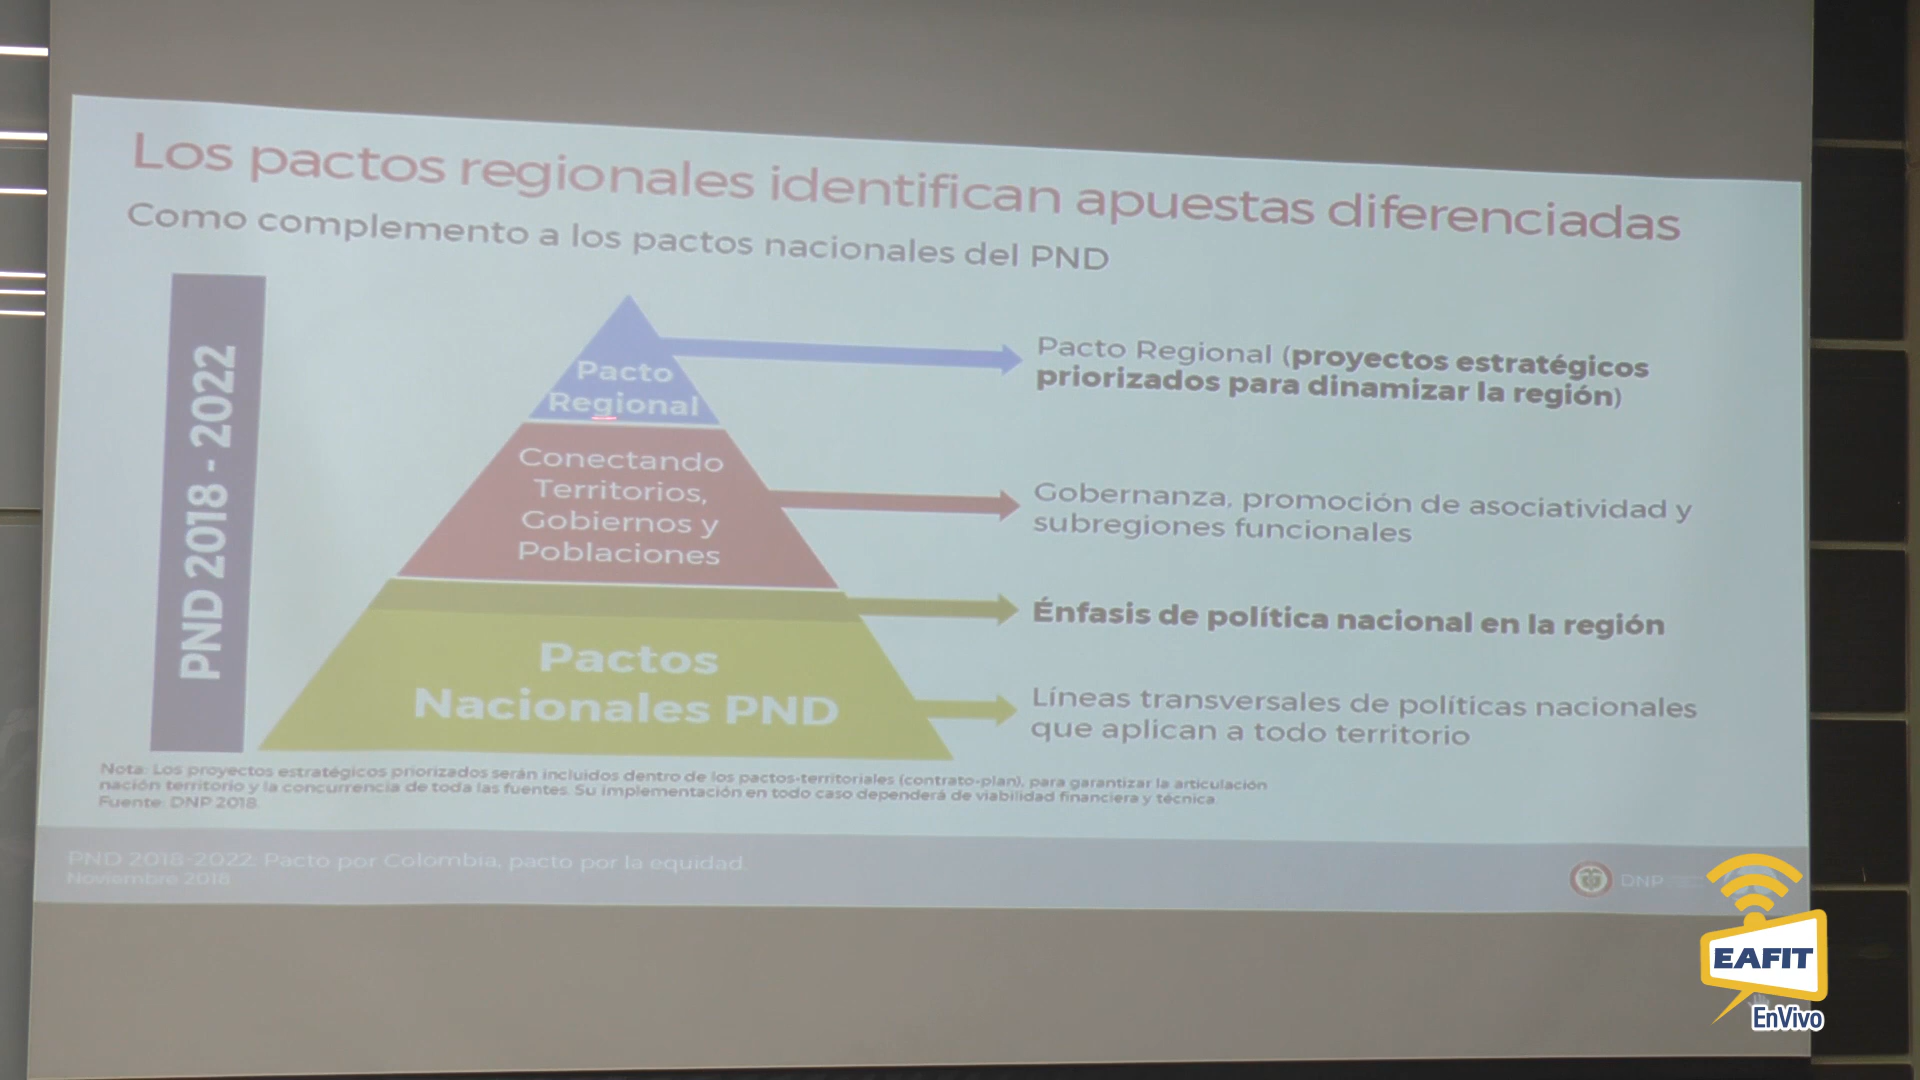 Los pactos regionales identifican apuestas diferenciadas
Como complemento a los pactos nacionales del PND
PND 2018 - 2022
Pacto
Regional
Pacto Regional (proyectos estratégicos
priorizados para dinamizar la región)
Conectando
Territorios,
Gobiernos y
Poblaciones
Gobernanza, promoción de asociatividad y
subregiones funcionales
Énfasis de política nacional en la región
Pactos
Nacionales PND
Líneas transversales de políticas nacionales
que aplican a todo territorio
Nota: Los proyectos estratégicos priorizados serán incluidos dentro de los pactos-territoriales (contrato-plan), para garantizar la articulación
nación territorio y la concurrencia de toda las fuentes. Su implementación en todo caso dependerá de viabilidad financiera y técnica.
Fuente: DNP 2018.
PND 2018-2022: Pacto por Colombia, pacto por la equidad.
Noviembre 2018
DNP
EAFIT
EnVivo